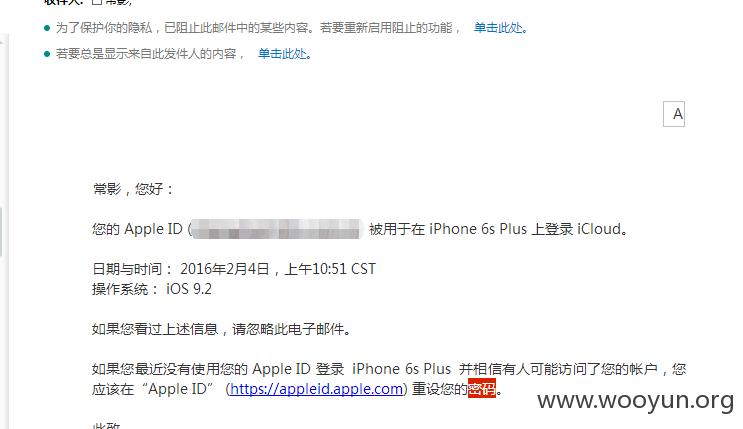 收件人: 常影;
为了保护你的隐私，已阻止此邮件中的某些内容。若要重新启用阻止的功能， 单击此处。
若要总是显示来自此发件人的内容， 单击此处。
A
常影，您好：
您的 Apple ID ( 被用于在 iPhone 6s Plus 上登录 iCloud。
日期与时间： 2016年2月4日，上午10:51 CST
操作系统： iOS 9.2
如果您看过上述信息，请忽略此电子邮件。
如果您最近没有使用您的 Apple ID 登录 iPhone 6s Plus 并相信有人可能访问了您的帐户，您
应该在“Apple ID” (https://appleid.apple.com) 重设您的密码。
www.wooyun.org
此致